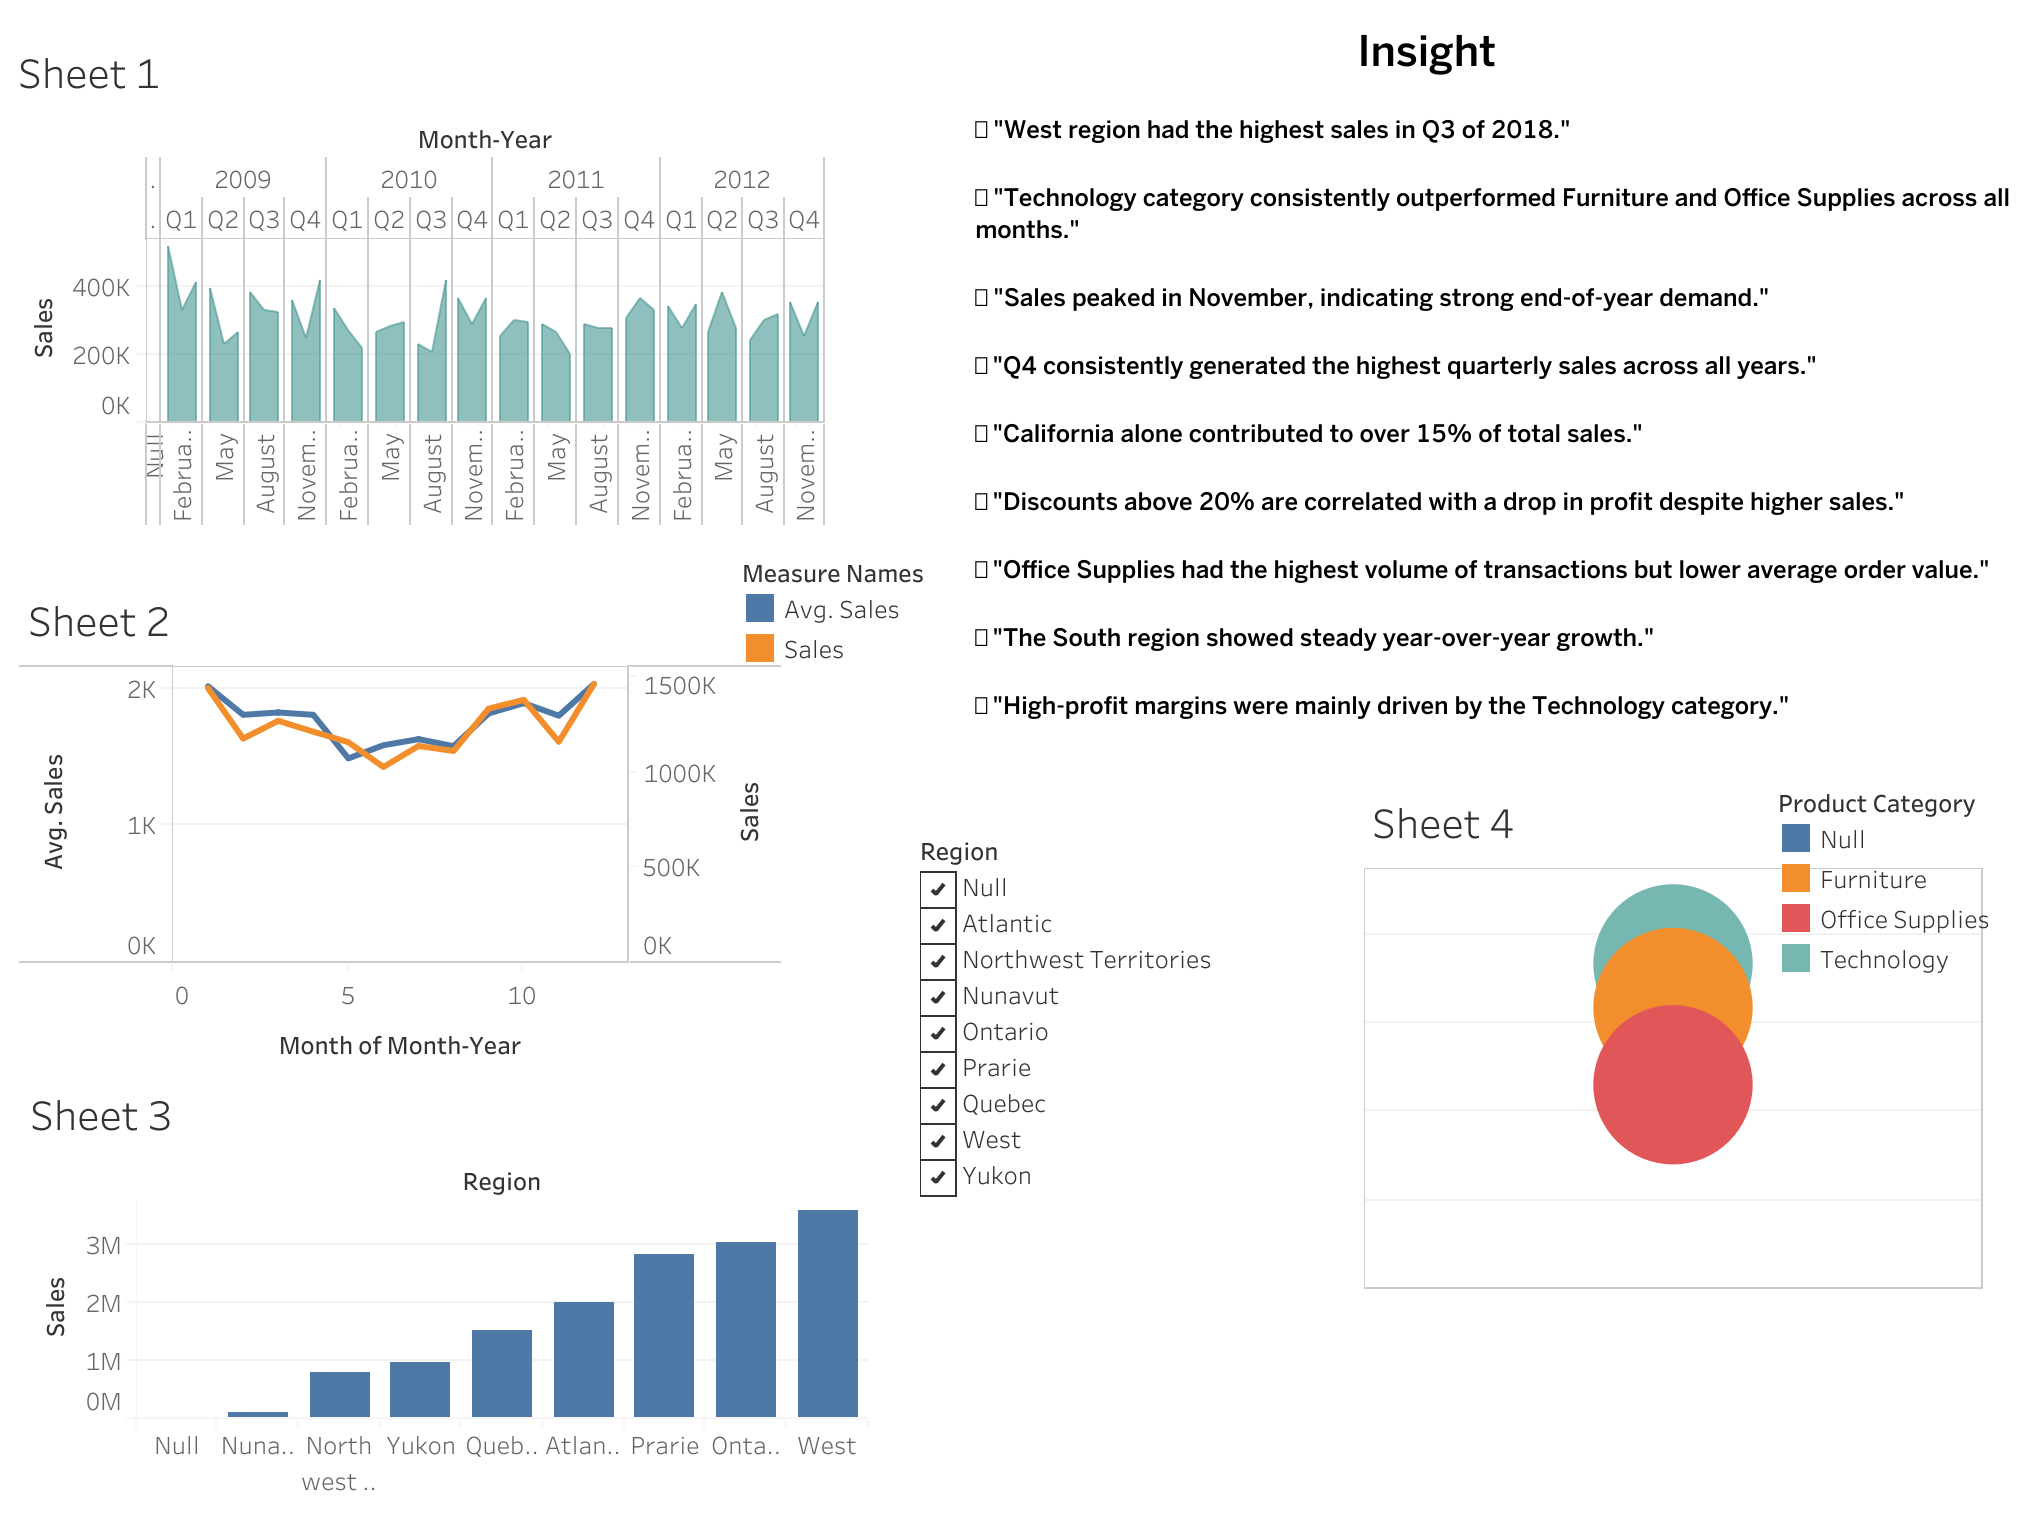 Sheet 1
Month-Year
. 2009 2010 2011 2012
. Q1 Q2 Q3 Q4 Q1 Q2 Q3 Q4 Q1 Q2 Q3 Q4 Q1 Q2 Q3 Q4
Sales
400K
200K
0K
Null Februa.. May August Novem.. Februa.. May August Novem.. Februa.. May August Novem.. Februa.. May August Novem..
Measure Names
Avg. Sales
Sales
Sheet 2
Avg. Sales
2K
1K
0K
1500K
1000K
500K
0K
Sales
0 5 10
Month of Month-Year
Sheet 3
Region
Sales
3M
2M
1M
0M
Null Nuna.. North Yukon Queb.. Atlan.. Prarie Onta.. West
west ..
Insight
"West region had the highest sales in Q3 of 2018."
"Technology category consistently outperformed Furniture and Office Supplies across all
months."
"Sales peaked in November, indicating strong end-of-year demand."
"Q4 consistently generated the highest quarterly sales across all years."
"California alone contributed to over 15% of total sales."
"Discounts above 20% are correlated with a drop in profit despite higher sales."
"Office Supplies had the highest volume of transactions but lower average order value."
"The South region showed steady year-over-year growth."
"High-profit margins were mainly driven by the Technology category."
Region
Null
Atlantic
Northwest Territories
Nunavut
Ontario
Prarie
Quebec
West
Yukon
Sheet 4
Product Category
Null
Furniture
Office Supplies
Technology